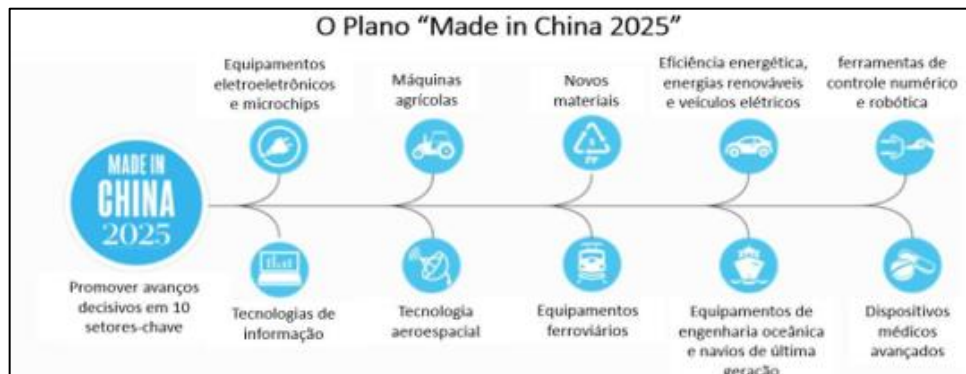 O Plano “Made in China 2025”
Equipamentos
eletroeletrônicos
e microchips
Máquinas
agrícolas
Novos
materiais
Eficiência energética,
energias renováveis
e veículos elétricos
ferramentas de
controle numérico
e robótica
MADE IN
CHINA
2025
Promover avanços
decisivos em 10
setores-chave
Tecnologias de
informação
Tecnologia
aeroespacial
Equipamentos
ferroviários
Equipamentos de
engenharia oceânica
e navios de última
geração
Dispositivos
médicos
avançados